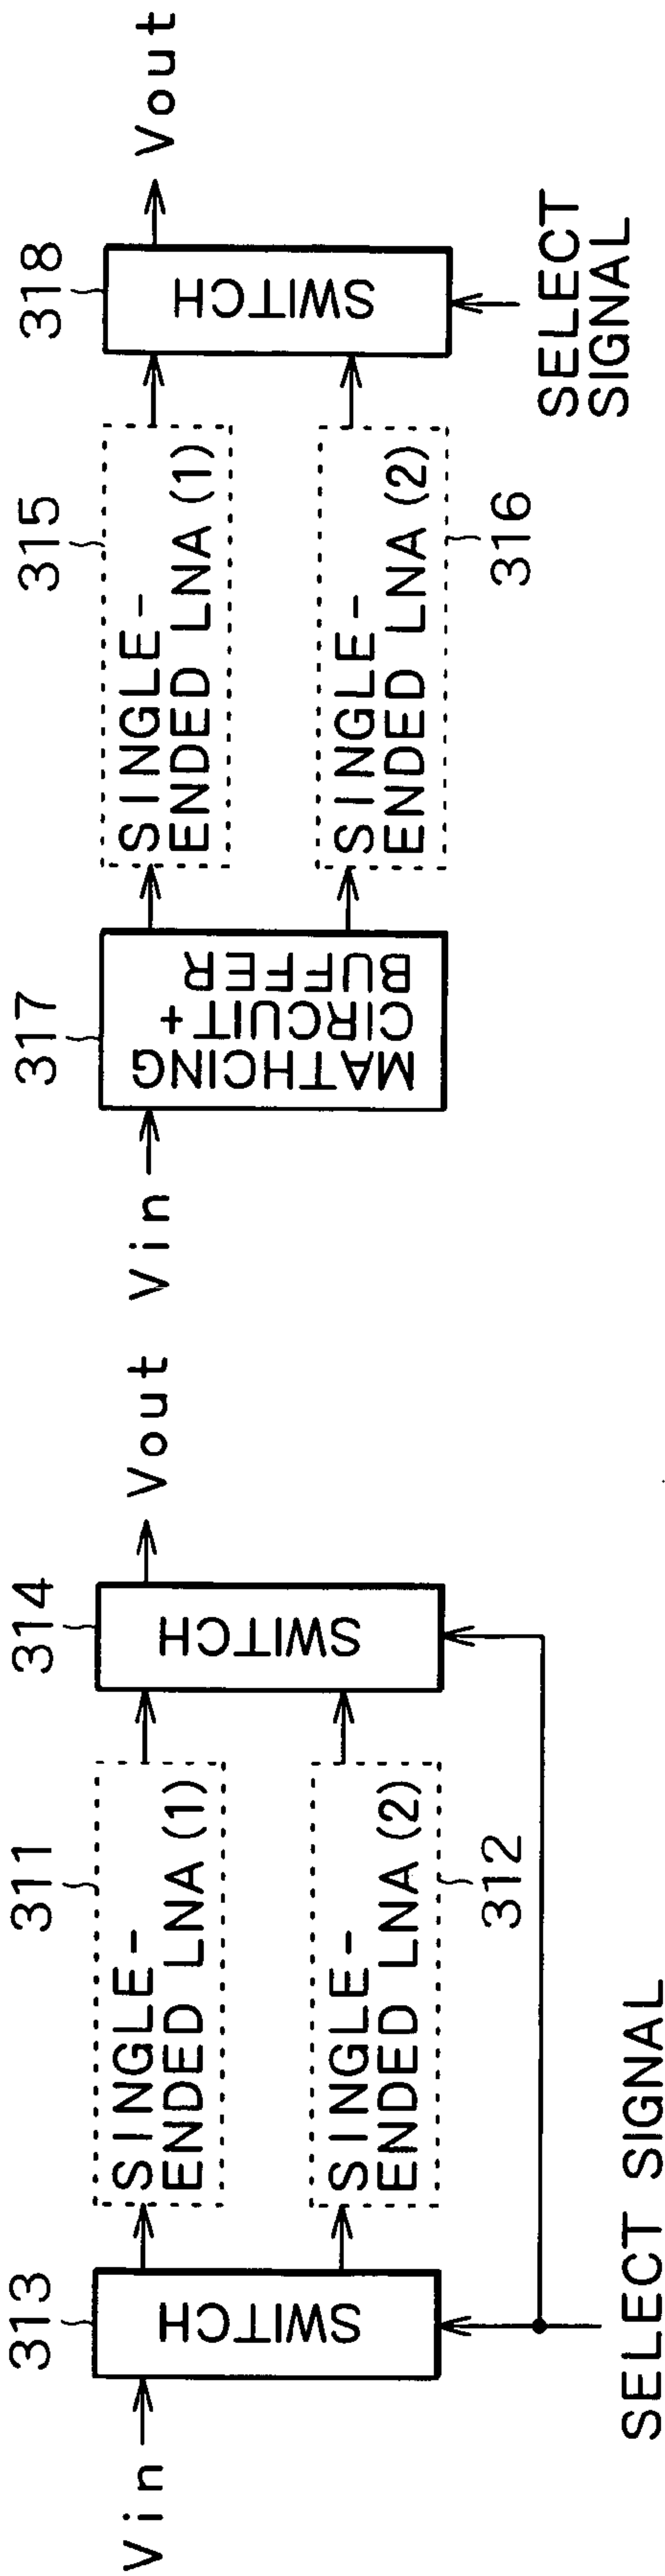 313
311
314
Vin
SWITCH
SINGLE-
ENDED LNA (1)
SINGLE-
ENDED LNA (2)
SWITCH
Vout
312
SELECT SIGNAL
317
315
318
Vin
MATHCING
CIRCUIT+
BUFFER
SINGLE-
ENDED LNA (1)
SINGLE-
ENDED LNA (2)
SWITCH
Vout
316
SELECT
SIGNAL